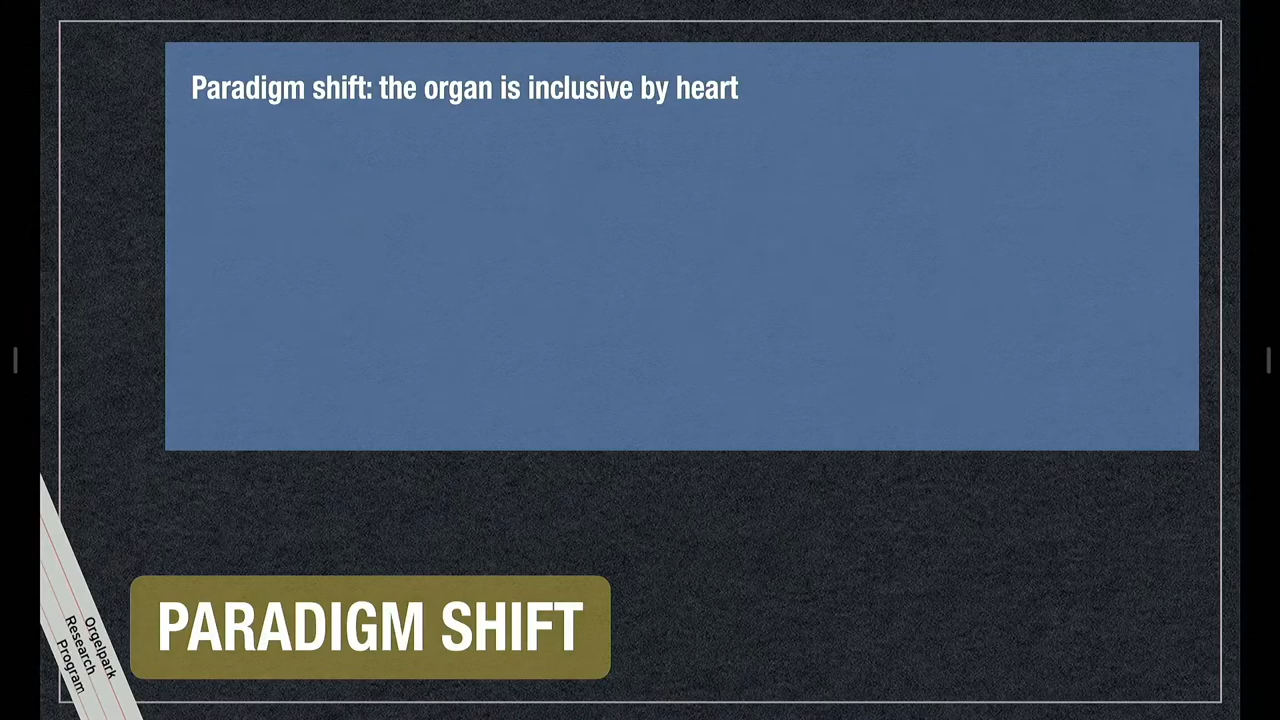 Paradigm shift: the organ is inclusive by heart
PARADIGM SHIFT
Orgelpark
Research
Program